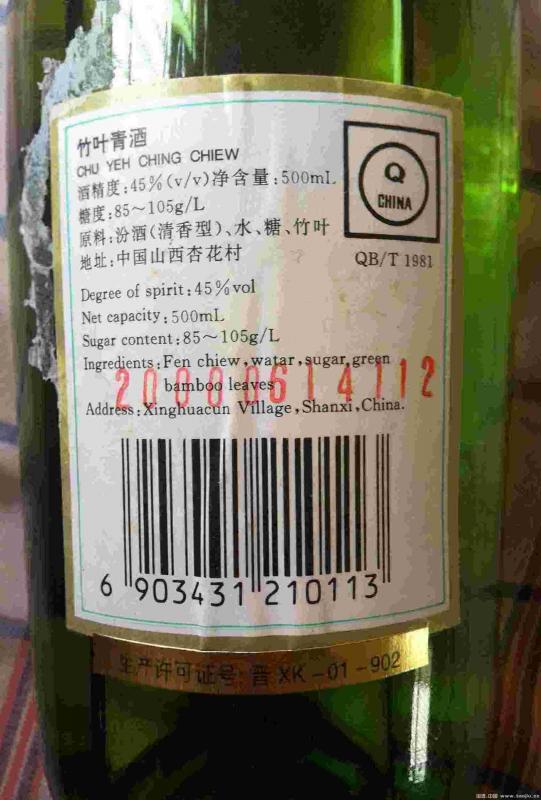 竹叶青酒
CHU YEH CHING CHIEW
酒精度:45%(v/v)净含量:500mL
糖度:85～105g/L
原料:汾酒(清香型)、水、糖、竹叶
地址:中国山西杏花村
Q
CHINA
QB/T 1981
Degree of spirit:45%vol
Net capacity:500mL
Sugar content:85～105g/L
Ingredients:Fen chiew,watar,sugar,green
bamboo leaves
Address:Xinghuacun Village,Shanxi,China.
6 903431 210113
生产许可证号:晋 XK-01-902